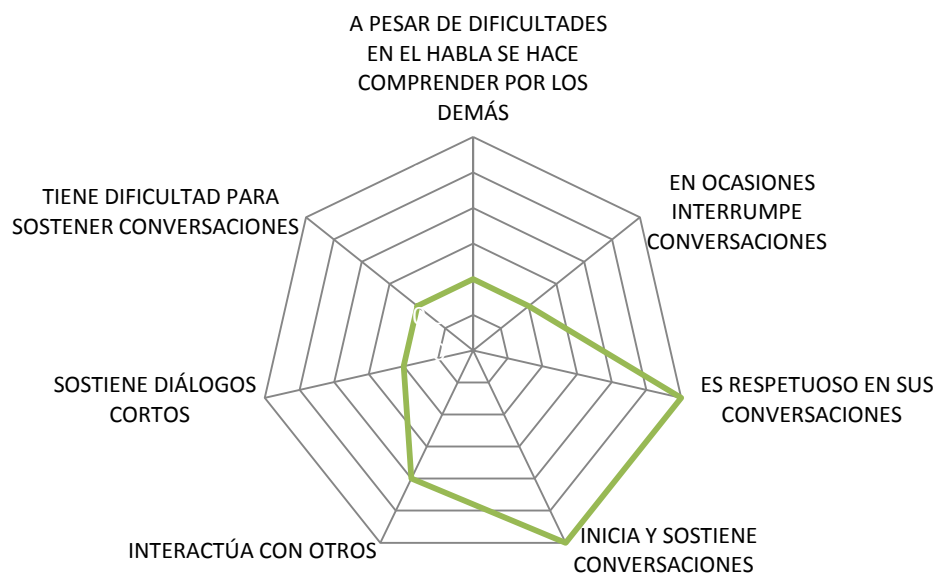 A PESAR DE DIFICULTADES
EN EL HABLA SE HACE
COMPRENDER POR LOS
DEMÁS
EN OCASIONES
INTERRUMPE
CONVERSACIONES
ES RESPETUOSO EN SUS
CONVERSACIONES
INICIA Y SOSTIENE
CONVERSACIONES
INTERACTÚA CON OTROS
SOSTIENE DIÁLOGOS
CORTOS
TIENE DIFICULTAD PARA
SOSTENER CONVERSACIONES